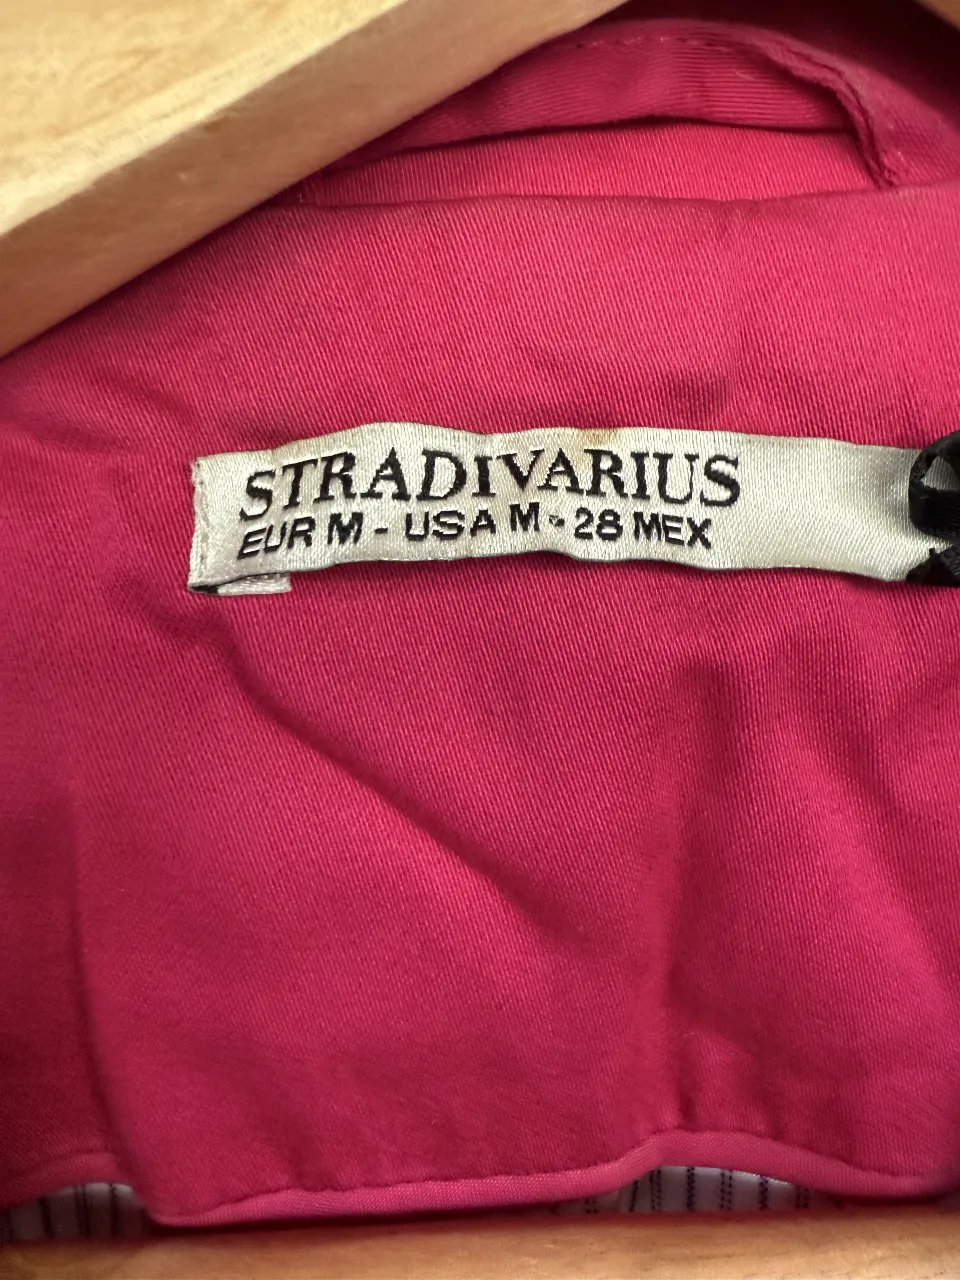 STRADIVARIUS
EUR M - USA M - 28 MEX